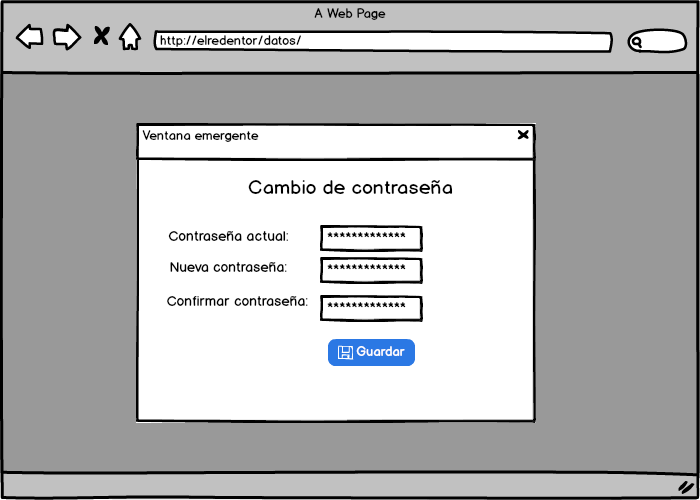 A Web Page
http://elredentor/datos/
Ventana emergente
Cambio de contraseña
Contraseña actual: *************
Nueva contraseña: *************
Confirmar contraseña: *************
Guardar